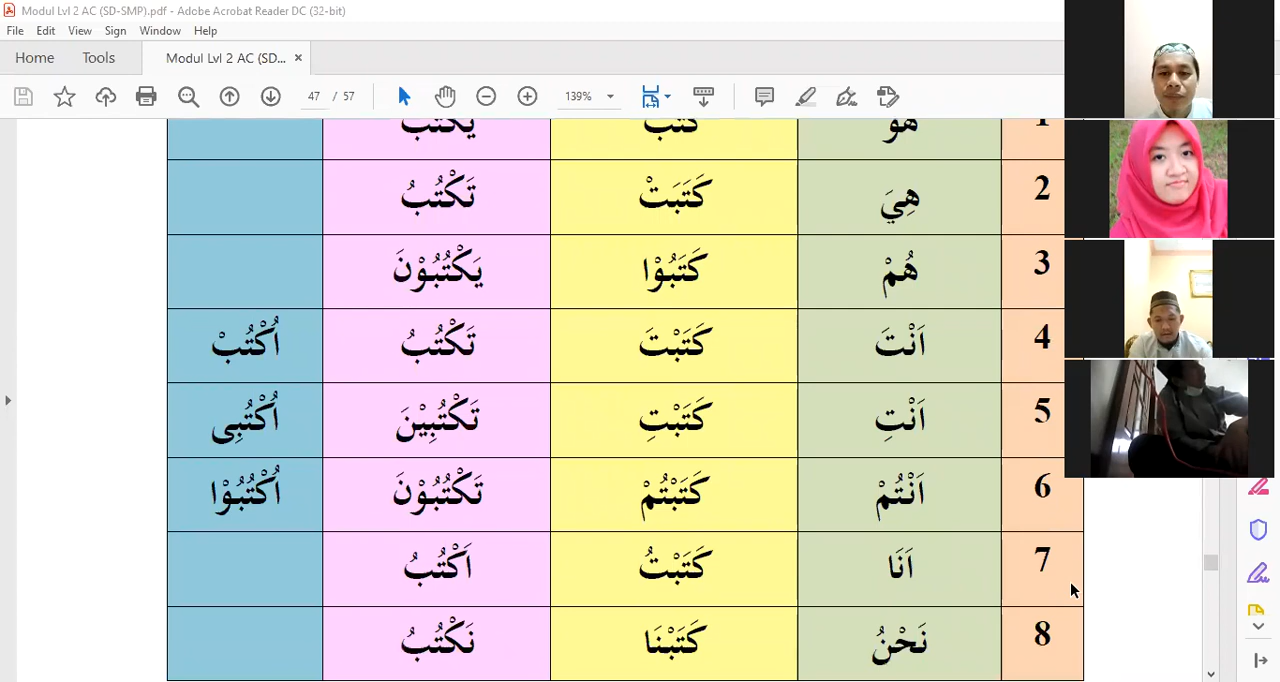 Modul Lvl 2 AC (SD-SMP).pdf - Adobe Acrobat Reader DC (32-bit)
File Edit View Sign Window Help
Home Tools Modul Lvl 2 AC (SD... ×
47 / 57 139%
1 هُوَ كَتَبَ يَكْتُبُ
2 هِيَ كَتَبَتْ تَكْتُبُ
3 هُمْ كَتَبُوْا يَكْتُبُوْنَ
4 اَنْتَ كَتَبْتَ تَكْتُبُ اُكْتُبْ
5 اَنْتِ كَتَبْتِ تَكْتُبِيْنَ اُكْتُبِى
6 اَنْتُمْ كَتَبْتُمْ تَكْتُبُوْنَ اُكْتُبُوْا
7 اَنَا كَتَبْتُ اَكْتُبُ
8 نَحْنُ كَتَبْنَا نَكْتُبُ